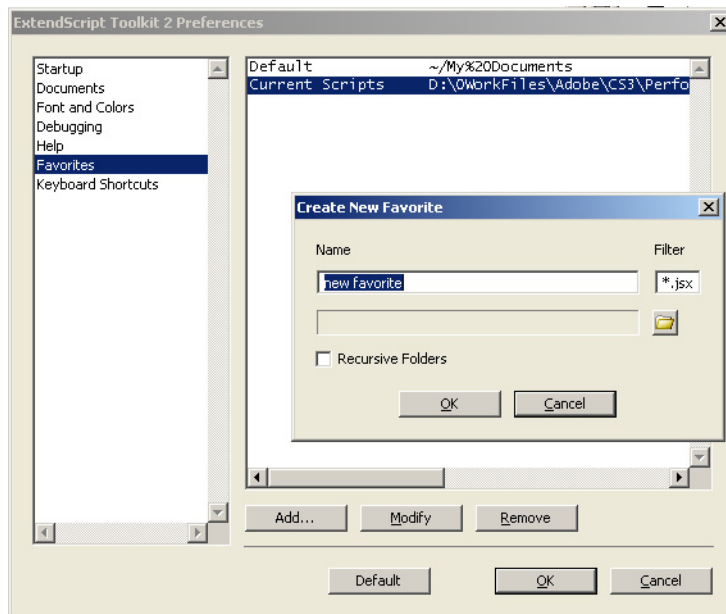 ExtendScript Toolkit 2 Preferences
Startup
Documents
Font and Colors
Debugging
Help
Favorites
Keyboard Shortcuts
Default ~/My%20Documents
Current Scripts D:\0WorkFiles\Adobe\CS3\Perfo
Create New Favorite
Name Filter
new favorite *.jsx
Recursive Folders
OK Cancel
Add... Modify Remove
Default OK Cancel